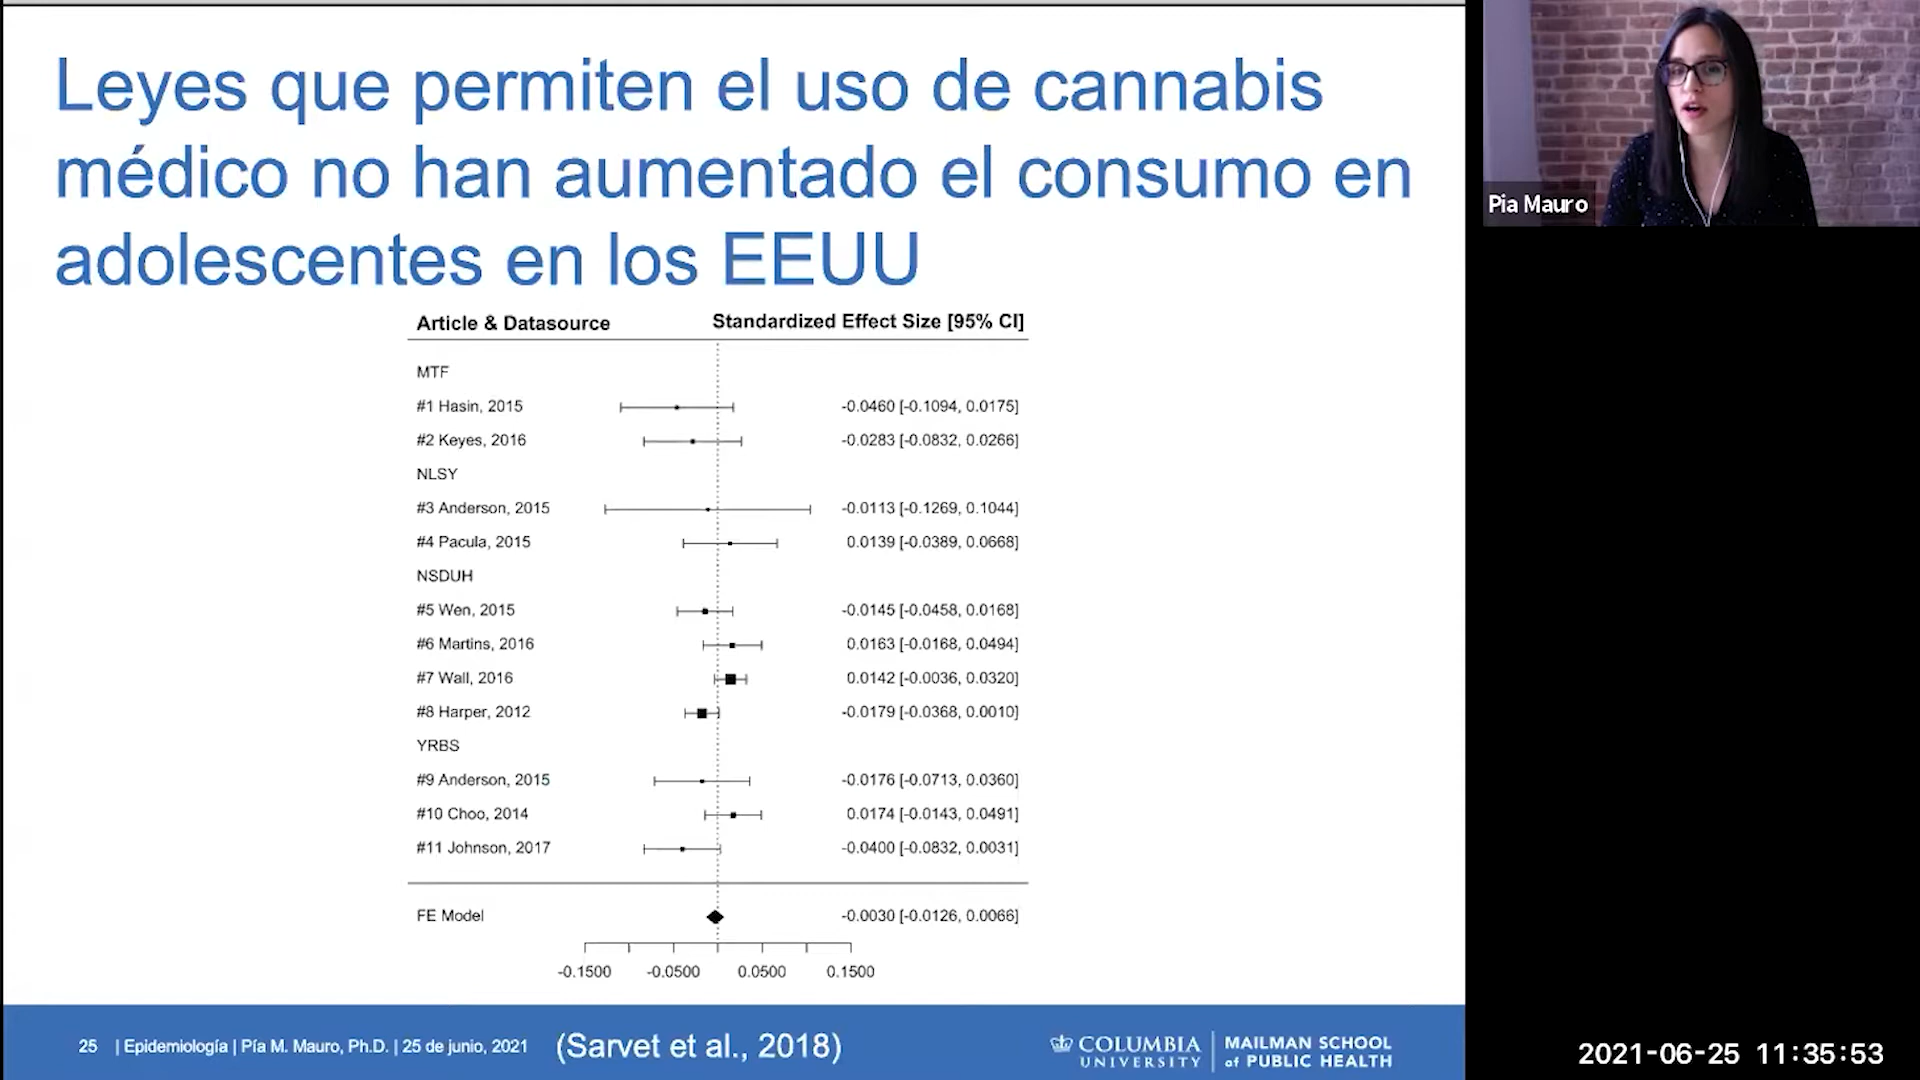 Leyes que permiten el uso de cannabis
médico no han aumentado el consumo en
adolescentes en los EEUU
Article & Datasource Standardized Effect Size [95% CI]
MTF
#1 Hasin, 2015 -0.0460 [-0.1094, 0.0175]
#2 Keyes, 2016 -0.0283 [-0.0832, 0.0266]
NLSY
#3 Anderson, 2015 -0.0113 [-0.1269, 0.1044]
#4 Pacula, 2015 0.0139 [-0.0389, 0.0668]
NSDUH
#5 Wen, 2015 -0.0145 [-0.0458, 0.0168]
#6 Martins, 2016 0.0163 [-0.0168, 0.0494]
#7 Wall, 2016 0.0142 [-0.0036, 0.0320]
#8 Harper, 2012 -0.0179 [-0.0368, 0.0010]
YRBS
#9 Anderson, 2015 -0.0176 [-0.0713, 0.0360]
#10 Choo, 2014 0.0174 [-0.0143, 0.0491]
#11 Johnson, 2017 -0.0400 [-0.0832, 0.0031]
FE Model -0.0030 [-0.0126, 0.0066]
-0.1500 -0.0500 0.0500 0.1500
25 | Epidemiología | Pía M. Mauro, Ph.D. | 25 de junio, 2021 (Sarvet et al., 2018)
COLUMBIA
UNIVERSITY
MAILMAN SCHOOL
of PUBLIC HEALTH
Pia Mauro
2021-06-25 11:35:53